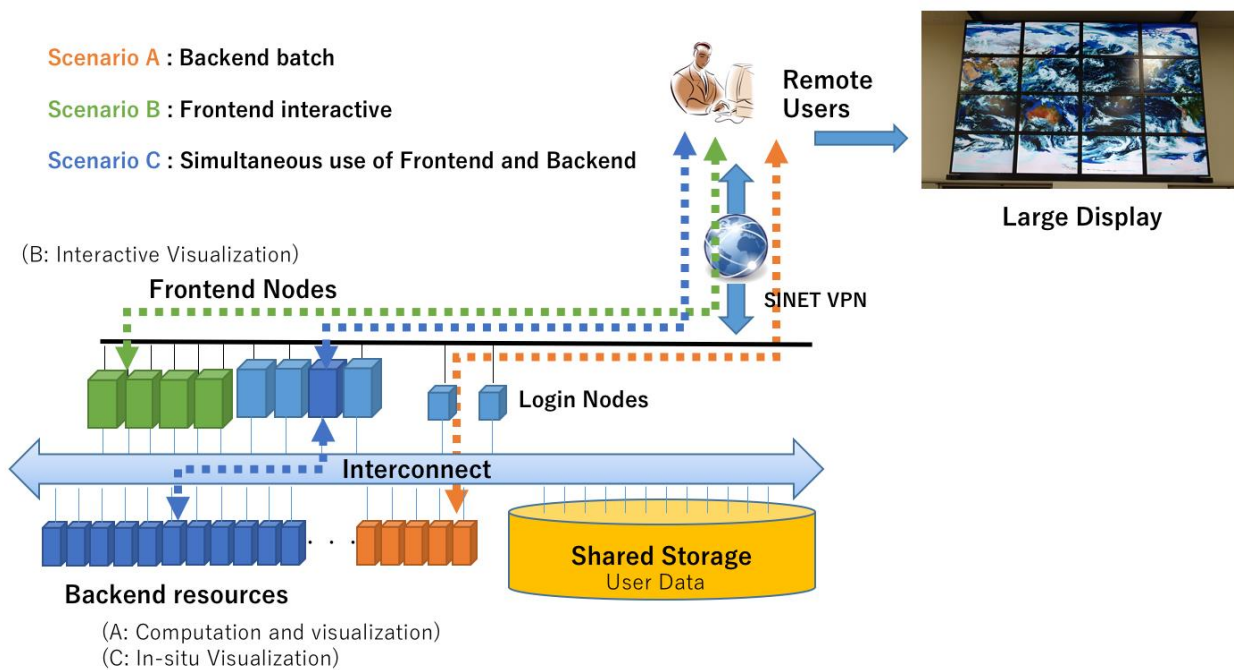 Scenario A : Backend batch
Scenario B : Frontend interactive
Scenario C : Simultaneous use of Frontend and Backend
Remote
Users
Large Display
(B: Interactive Visualization)
Frontend Nodes
SINET VPN
Login Nodes
Interconnect
. . .
Shared Storage
User Data
Backend resources
(A: Computation and visualization)
(C: In-situ Visualization)